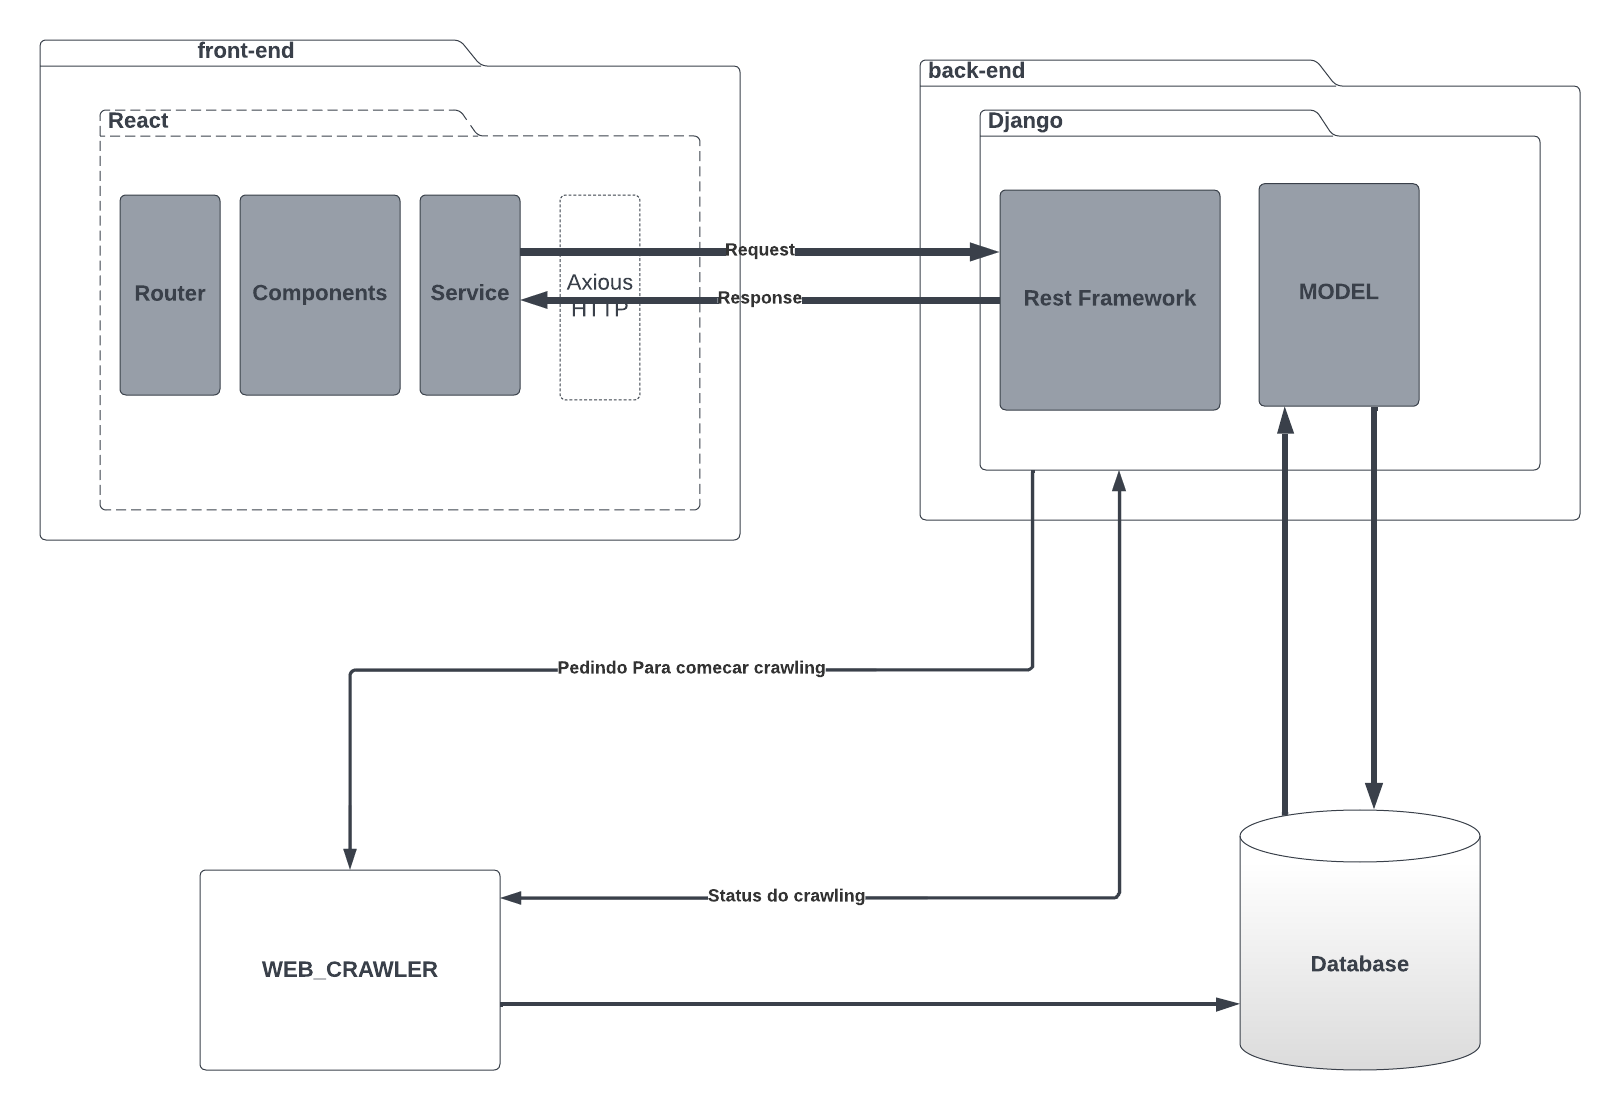 front-end
back-end
React
Django
Router
Components
Service
Axious
HTTP
Request
Response
Rest Framework
MODEL
Pedindo Para comecar crawling
Status do crawling
WEB_CRAWLER
Database